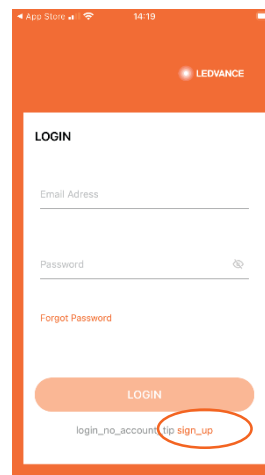 App Store 14:19
LEDVANCE
LOGIN
Email Adress
Password
Forgot Password
LOGIN
login_no_account_tip sign_up